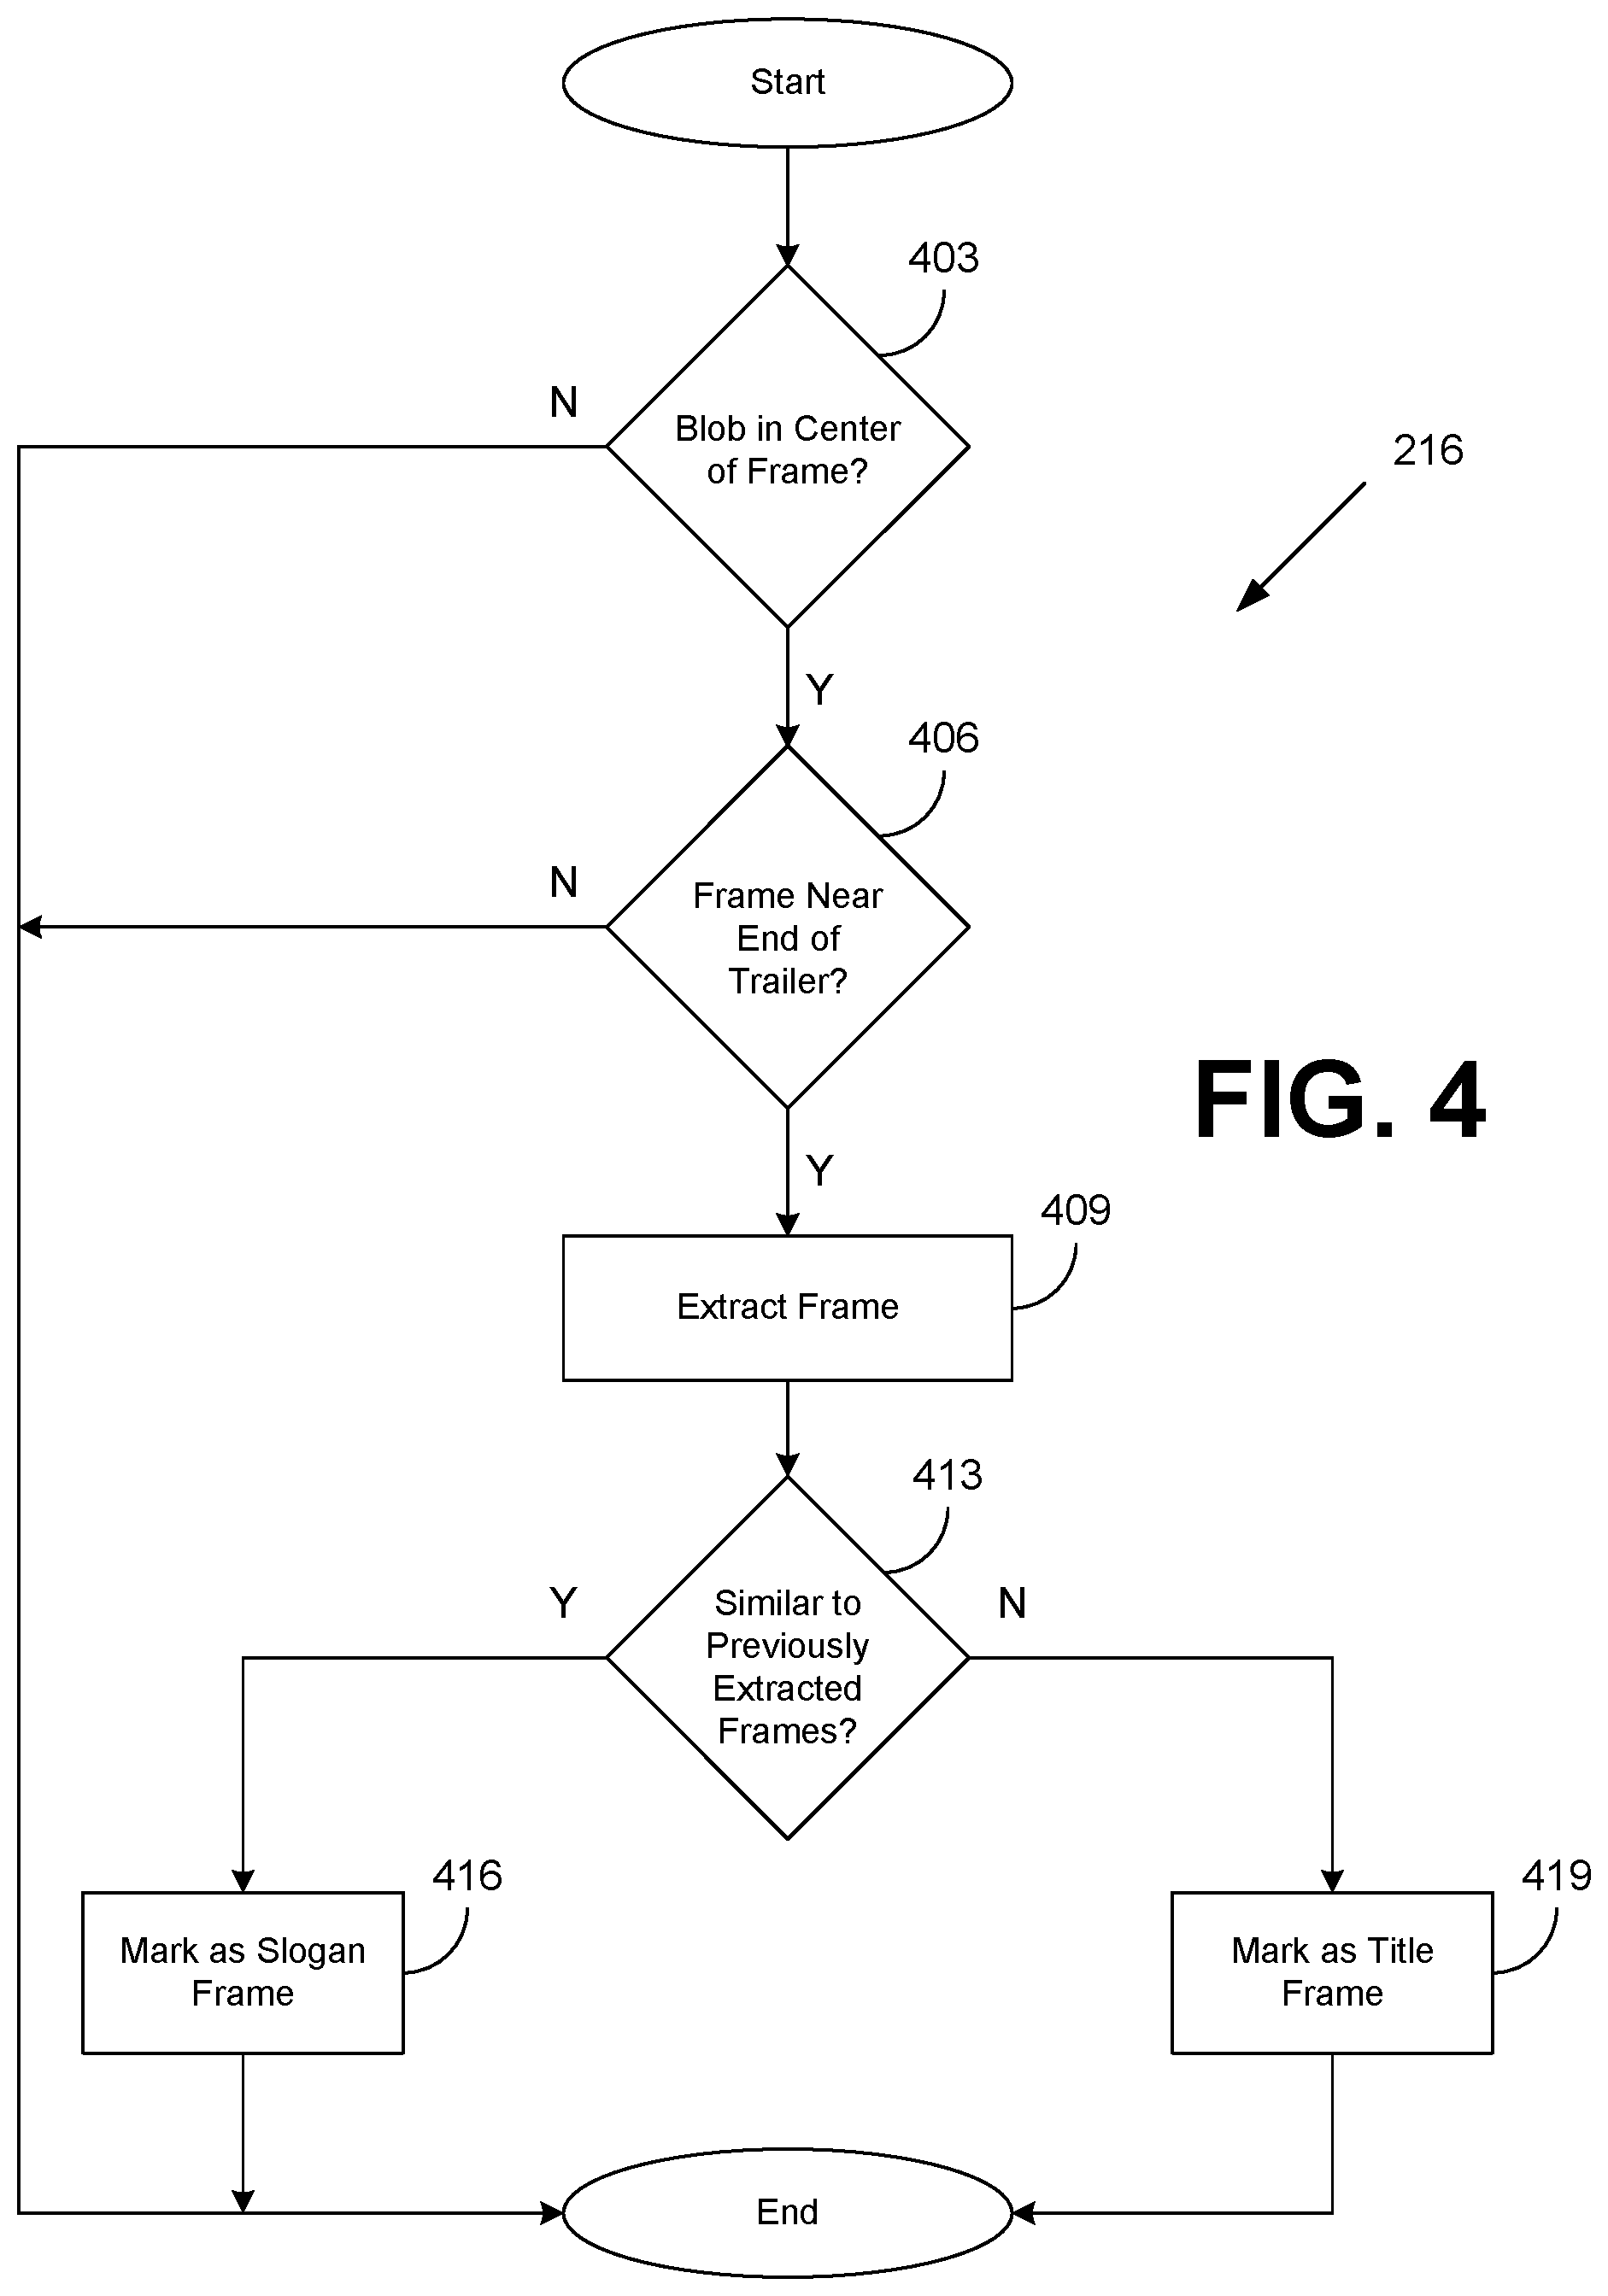 Start
403
N
Blob in Center
of Frame?
216
Y
406
N
Frame Near
End of
Trailer?
FIG. 4
Y
409
Extract Frame
413
Y
Similar to
Previously
Extracted
Frames?
N
416
419
Mark as Slogan
Frame
Mark as Title
Frame
End